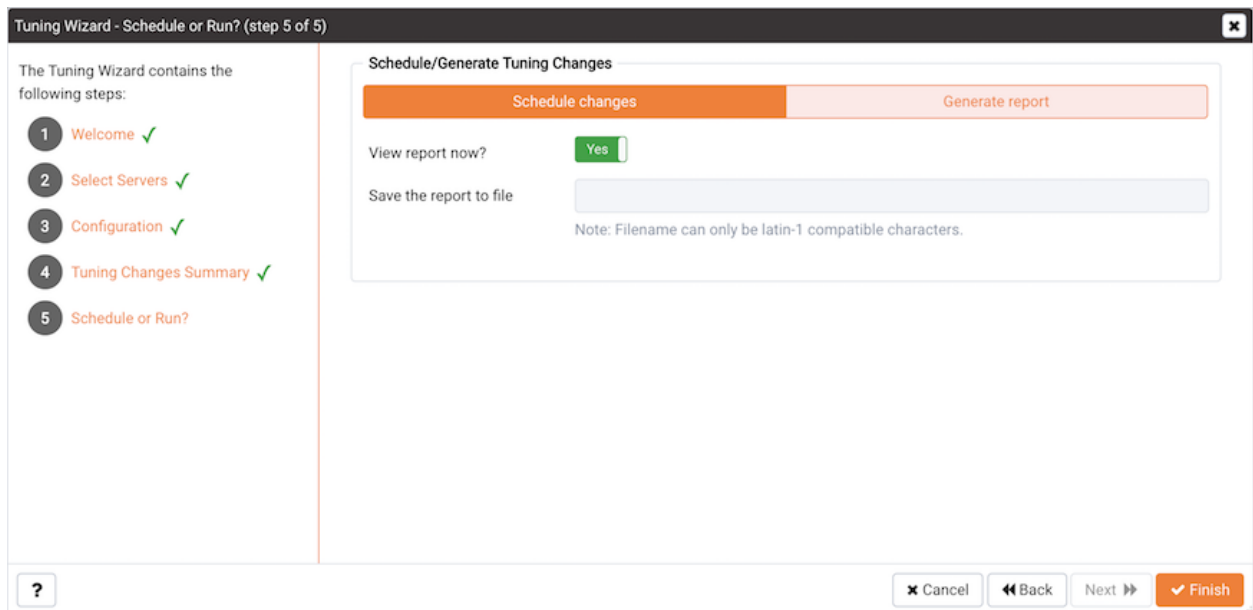 Tuning Wizard - Schedule or Run? (step 5 of 5)
The Tuning Wizard contains the
following steps:
1 Welcome
2 Select Servers
3 Configuration
4 Tuning Changes Summary
5 Schedule or Run?
Schedule/Generate Tuning Changes
Schedule changes Generate report
View report now? Yes
Save the report to file
Note: Filename can only be latin-1 compatible characters.
? Cancel Back Next Finish